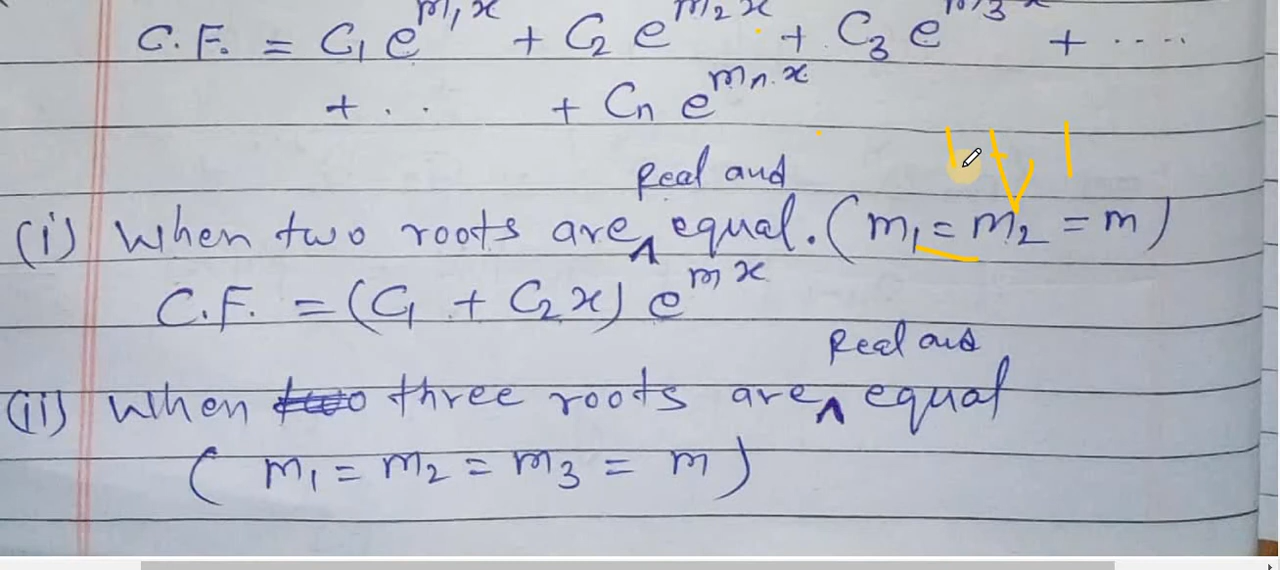 C.F. = C₁ e^{m₁x} + C₂ e^{m₂x} + C₃ e^{m₃x} + ....
+ .. + Cn e^{mn.x}
Real and
(i) When two roots are ^ equal. (m₁ = m₂ = m)
C.F. = (C₁ + C₂x) e^{mx}
Real and
(ii) When three roots are ^ equal
( m₁ = m₂ = m₃ = m )